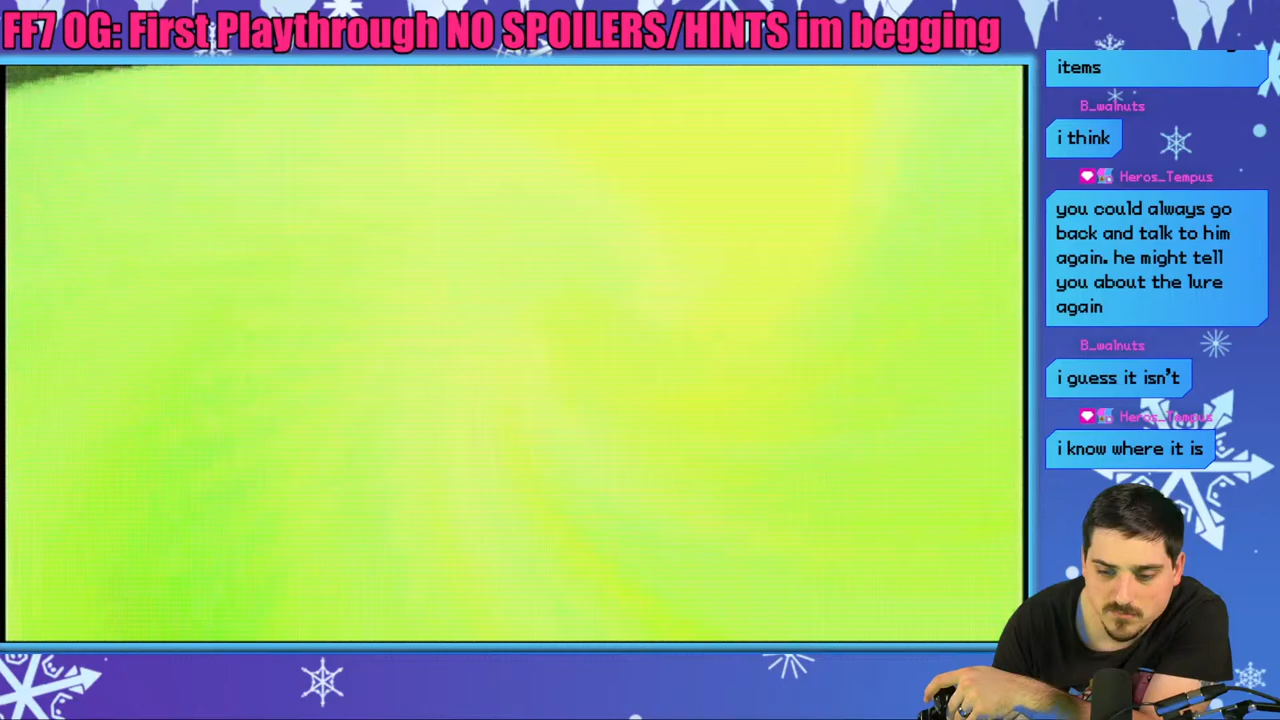 FF7 OG: First Playthrough NO SPOILERS/HINTS im begging
items
B_walnuts
i think
Heros_Tempus
you could always go
back and talk to him
again. he might tell
you about the lure
again
B_walnuts
i guess it isn't
Heros_Tempus
i know where it is